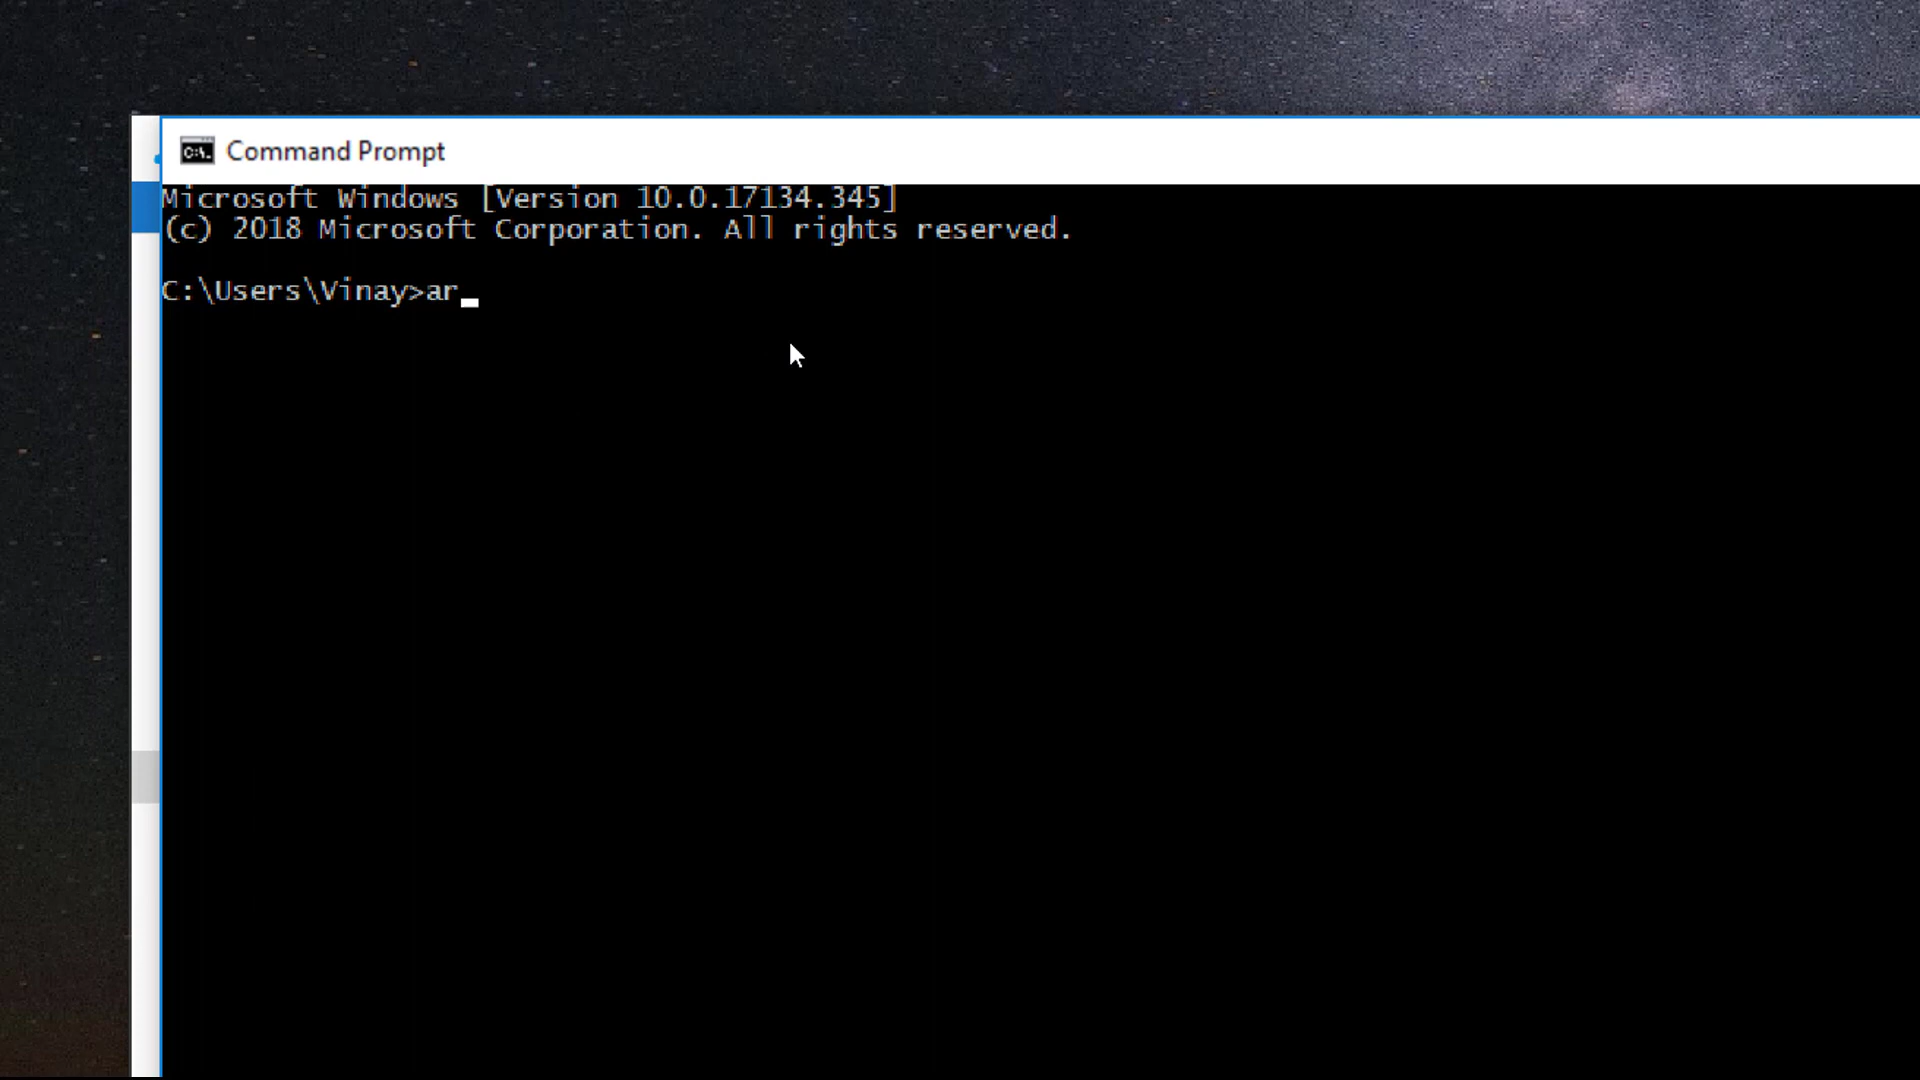 Command Prompt
Microsoft Windows [Version 10.0.17134.345]
(c) 2018 Microsoft Corporation. All rights reserved.
C:\Users\Vinay>ar